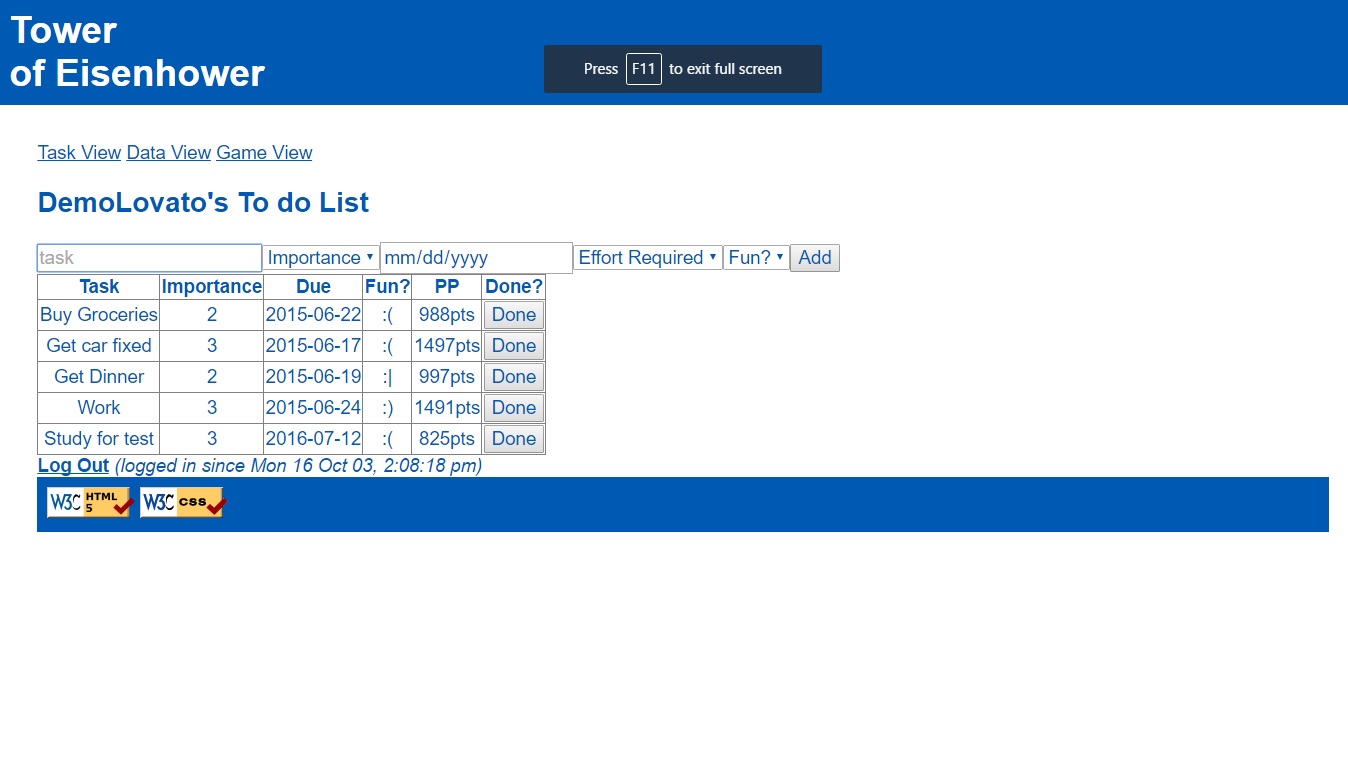 Tower
of Eisenhower
Press F11 to exit full screen
Task View Data View Game View
DemoLovato's To do List
task Importance mm/dd/yyyy Effort Required Fun? Add
Task Importance Due Fun? PP Done?
Buy Groceries 2 2015-06-22 :( 988pts Done
Get car fixed 3 2015-06-17 :( 1497pts Done
Get Dinner 2 2015-06-19 :| 997pts Done
Work 3 2015-06-24 :) 1491pts Done
Study for test 3 2016-07-12 :( 825pts Done
Log Out (logged in since Mon 16 Oct 03, 2:08:18 pm)
W3C HTML 5 W3C css